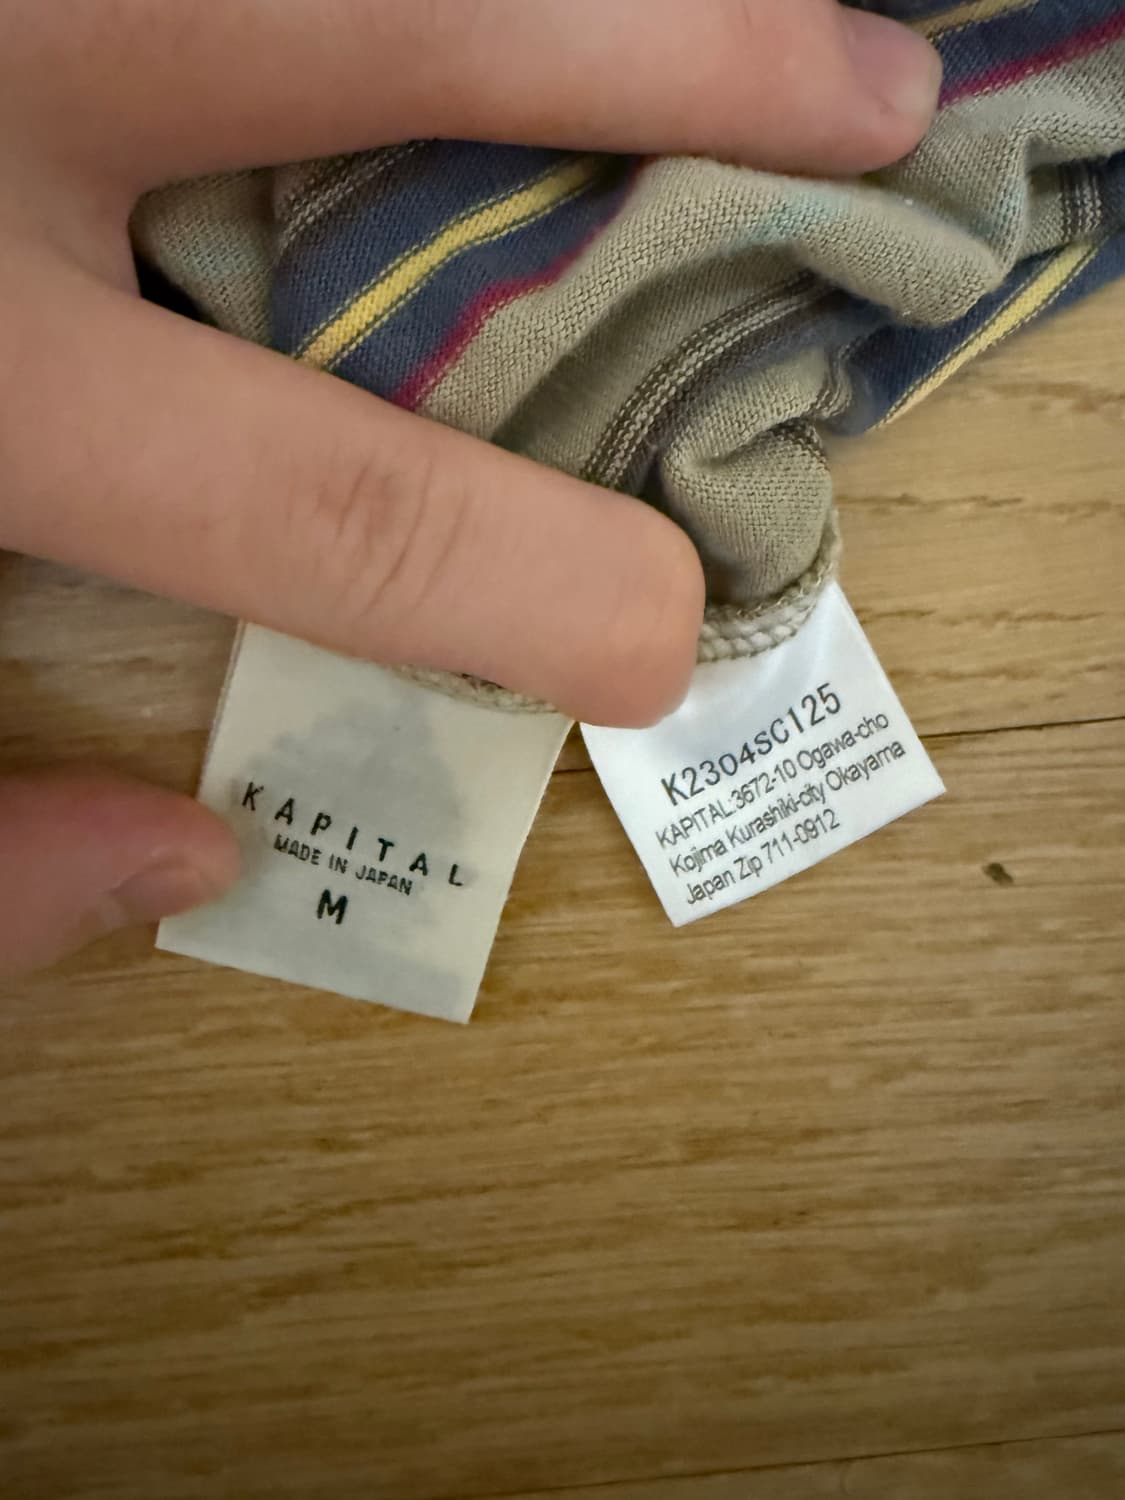 KAPITAL
MADE IN JAPAN
M
K2304SC125
KAPITAL:3672-10 Ogawa-cho
Kojima Kurashiki-city Okayama
Japan Zip 711-0912